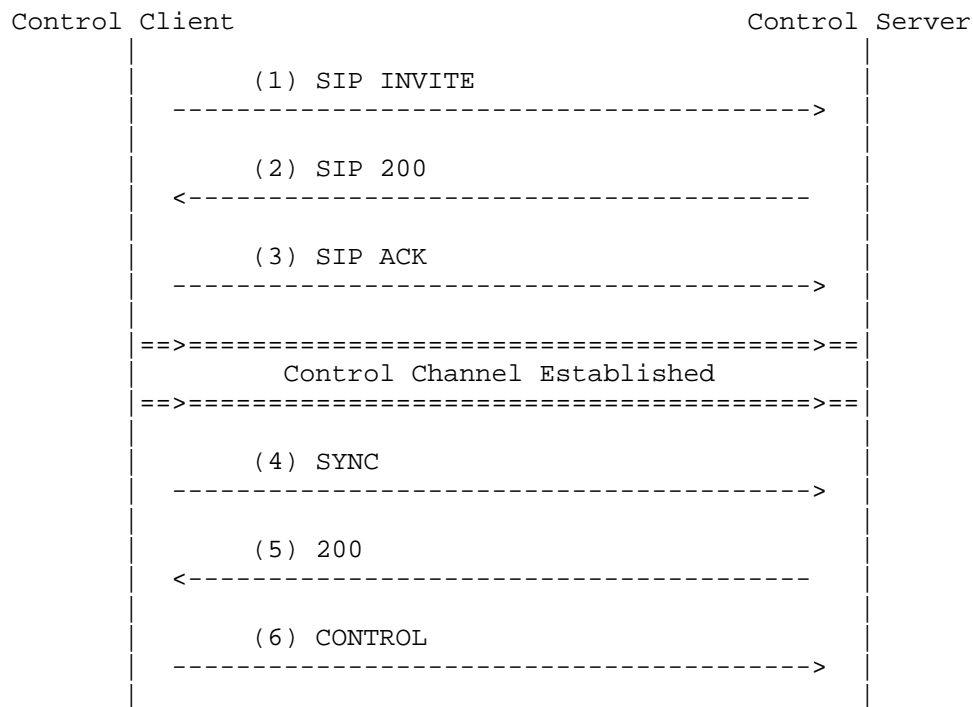 Control Client Control Server
(1) SIP INVITE
(2) SIP 200
(3) SIP ACK
Control Channel Established
(4) SYNC
(5) 200
(6) CONTROL